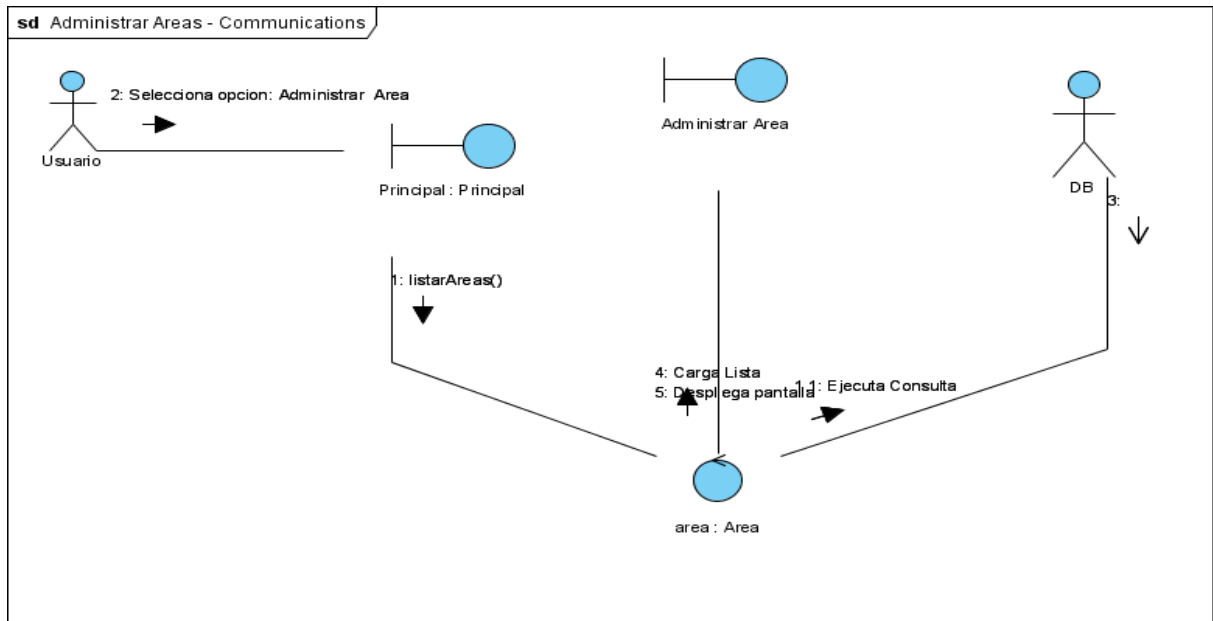 sd Administrar Areas - Communications
2: Selecciona opcion: Administrar Area
Usuario
Principal : Principal
Administrar Area
DB
3:
1: listarAreas()
4: Carga Lista
5: Despliega pantalla
1.1: Ejecuta Consulta
area : Area